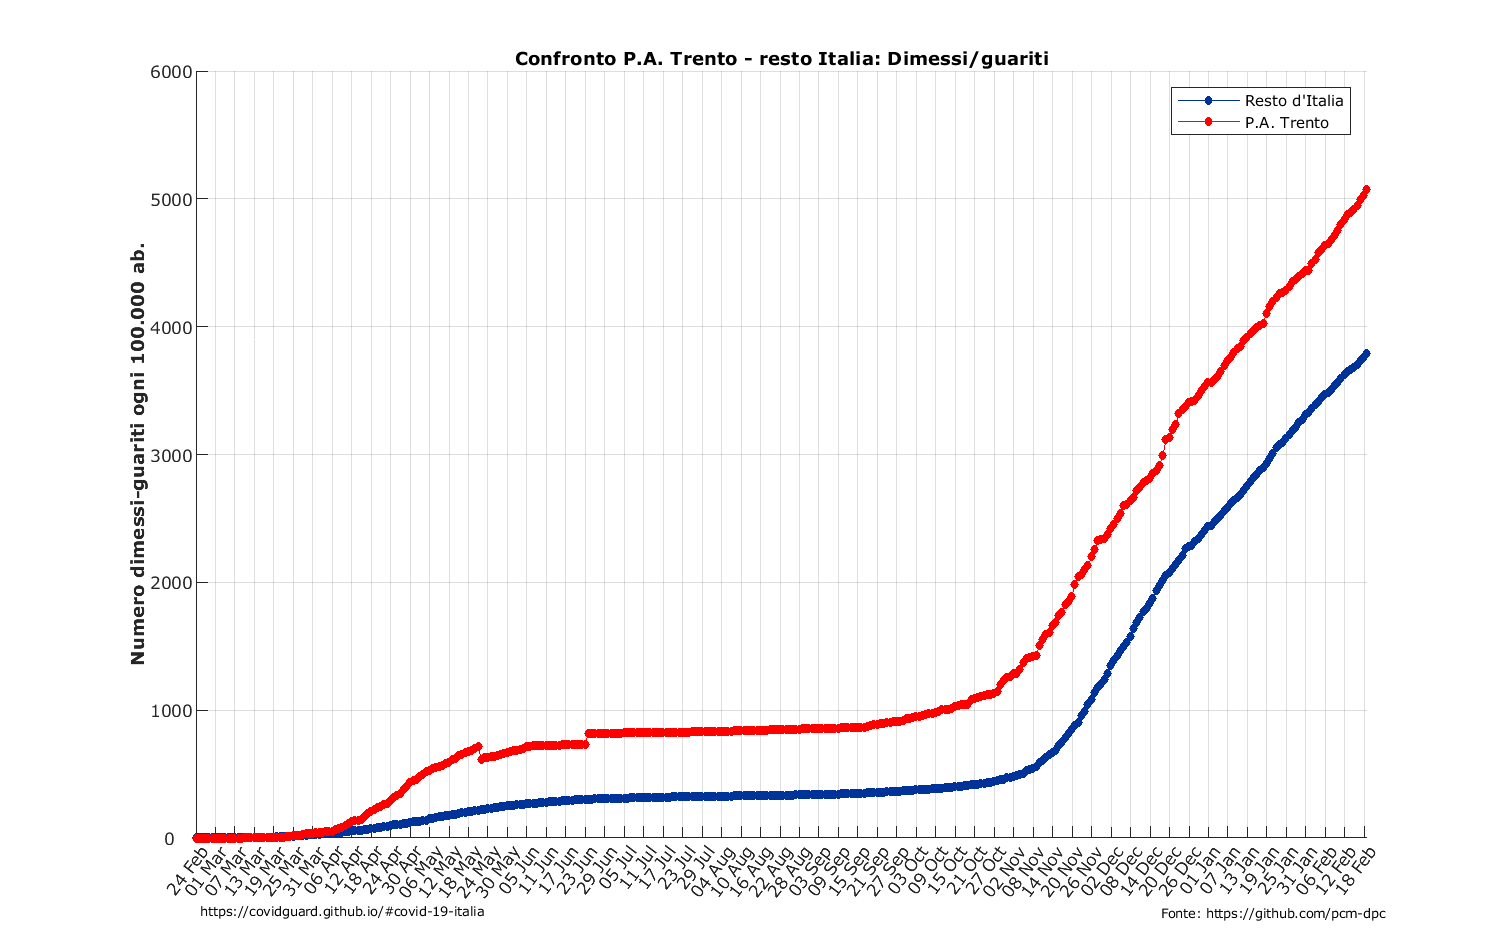 Confronto P.A. Trento - resto Italia: Dimessi/guariti
Resto d'Italia
P.A. Trento
Numero dimessi-guariti ogni 100.000 ab.
6000
5000
4000
3000
2000
1000
0
24 Feb
01 Mar
07 Mar
13 Mar
19 Mar
25 Mar
31 Mar
06 Apr
12 Apr
18 Apr
24 Apr
30 Apr
06 May
12 May
18 May
24 May
30 May
05 Jun
11 Jun
17 Jun
23 Jun
29 Jun
05 Jul
11 Jul
17 Jul
23 Jul
29 Jul
04 Aug
10 Aug
16 Aug
22 Aug
28 Aug
03 Sep
09 Sep
15 Sep
21 Sep
27 Sep
03 Oct
09 Oct
15 Oct
21 Oct
27 Oct
02 Nov
08 Nov
14 Nov
20 Nov
26 Nov
02 Dec
08 Dec
14 Dec
20 Dec
26 Dec
01 Jan
07 Jan
13 Jan
19 Jan
25 Jan
31 Jan
06 Feb
12 Feb
18 Feb
https://covidguard.github.io/#covid-19-italia
Fonte: https://github.com/pcm-dpc